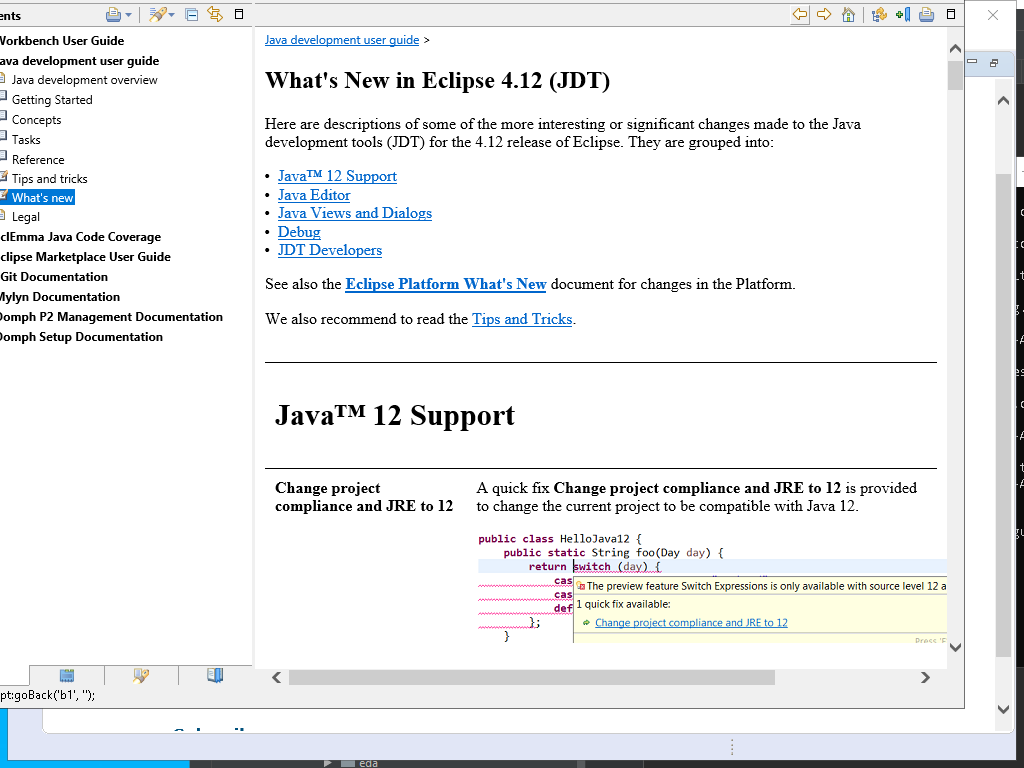 ents
Workbench User Guide
ava development user guide
Java development overview
Getting Started
Concepts
Tasks
Reference
Tips and tricks
What's new
Legal
clEmma Java Code Coverage
clipse Marketplace User Guide
Git Documentation
Mylyn Documentation
Oomph P2 Management Documentation
Oomph Setup Documentation
pt:goBack('b1', '');
Java development user guide >
What's New in Eclipse 4.12 (JDT)
Here are descriptions of some of the more interesting or significant changes made to the Java
development tools (JDT) for the 4.12 release of Eclipse. They are grouped into:
• Java™ 12 Support
• Java Editor
• Java Views and Dialogs
• Debug
• JDT Developers
See also the Eclipse Platform What's New document for changes in the Platform.
We also recommend to read the Tips and Tricks.
Java™ 12 Support
Change project
compliance and JRE to 12
A quick fix Change project compliance and JRE to 12 is provided
to change the current project to be compatible with Java 12.
public class HelloJava12 {
public static String foo(Day day) {
return switch (day) {
cas
cas
def
};
}
The preview feature Switch Expressions is only available with source level 12 a
1 quick fix available:
Change project compliance and JRE to 12
Press 'F
eda